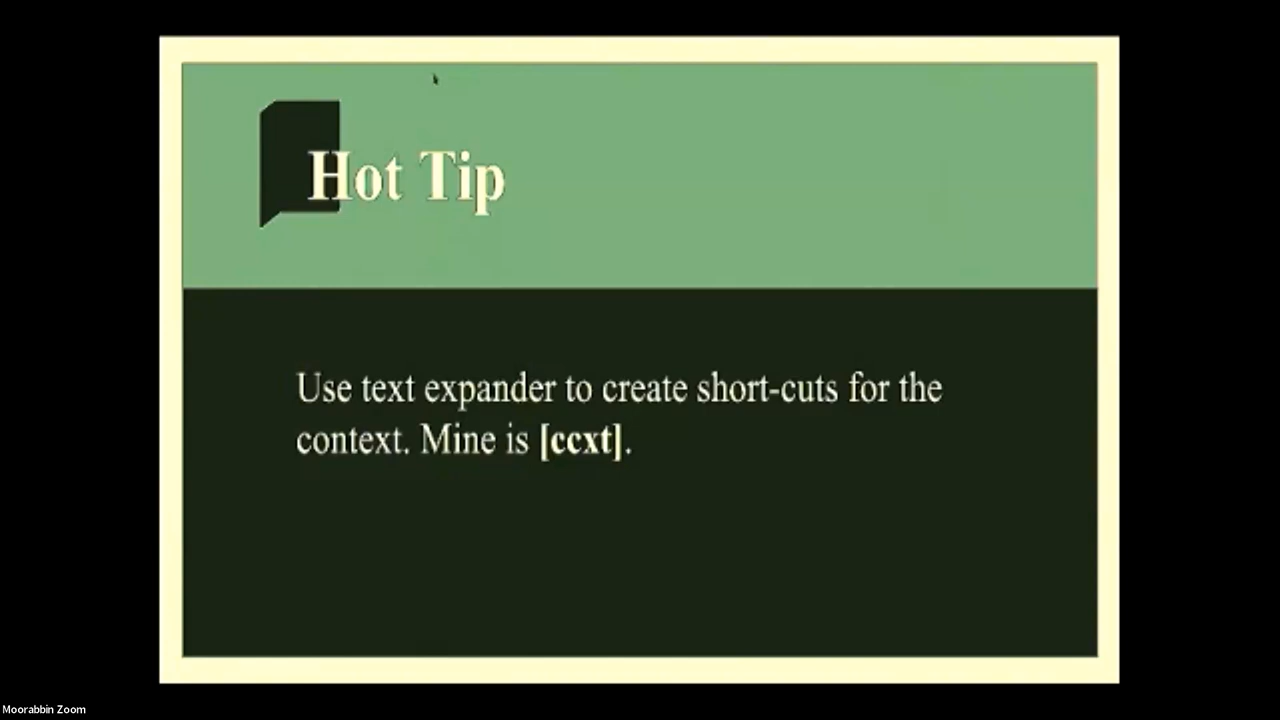 Hot Tip
Use text expander to create short-cuts for the
context. Mine is [ccxt].
Moorabbin Zoom